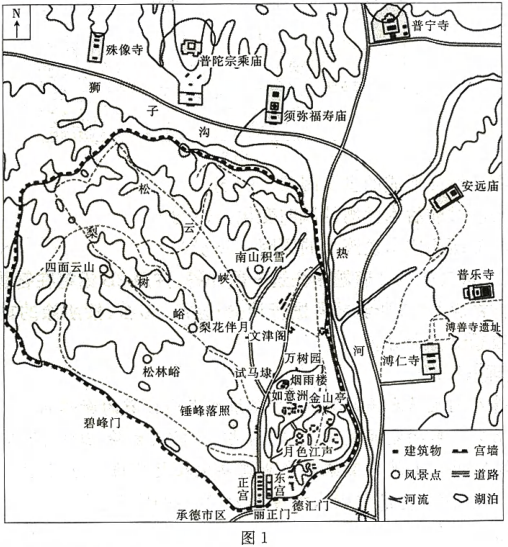 N
普宁寺
殊像寺
普陀宗乘庙
狮子沟
须弥福寿庙
安远庙
松云峡
热河
梨树峪
南山积雪
四面云山
普乐寺
溥善寺遗址
梨花伴月
文津阁
溥仁寺
万树园
试马埭
松林峪
烟雨楼
如意洲
金山亭
锤峰落照
碧峰门
月色江声
建筑物
宫墙
风景点
道路
河流
湖泊
正宫
东宫
德汇门
承德市区
丽正门
图1